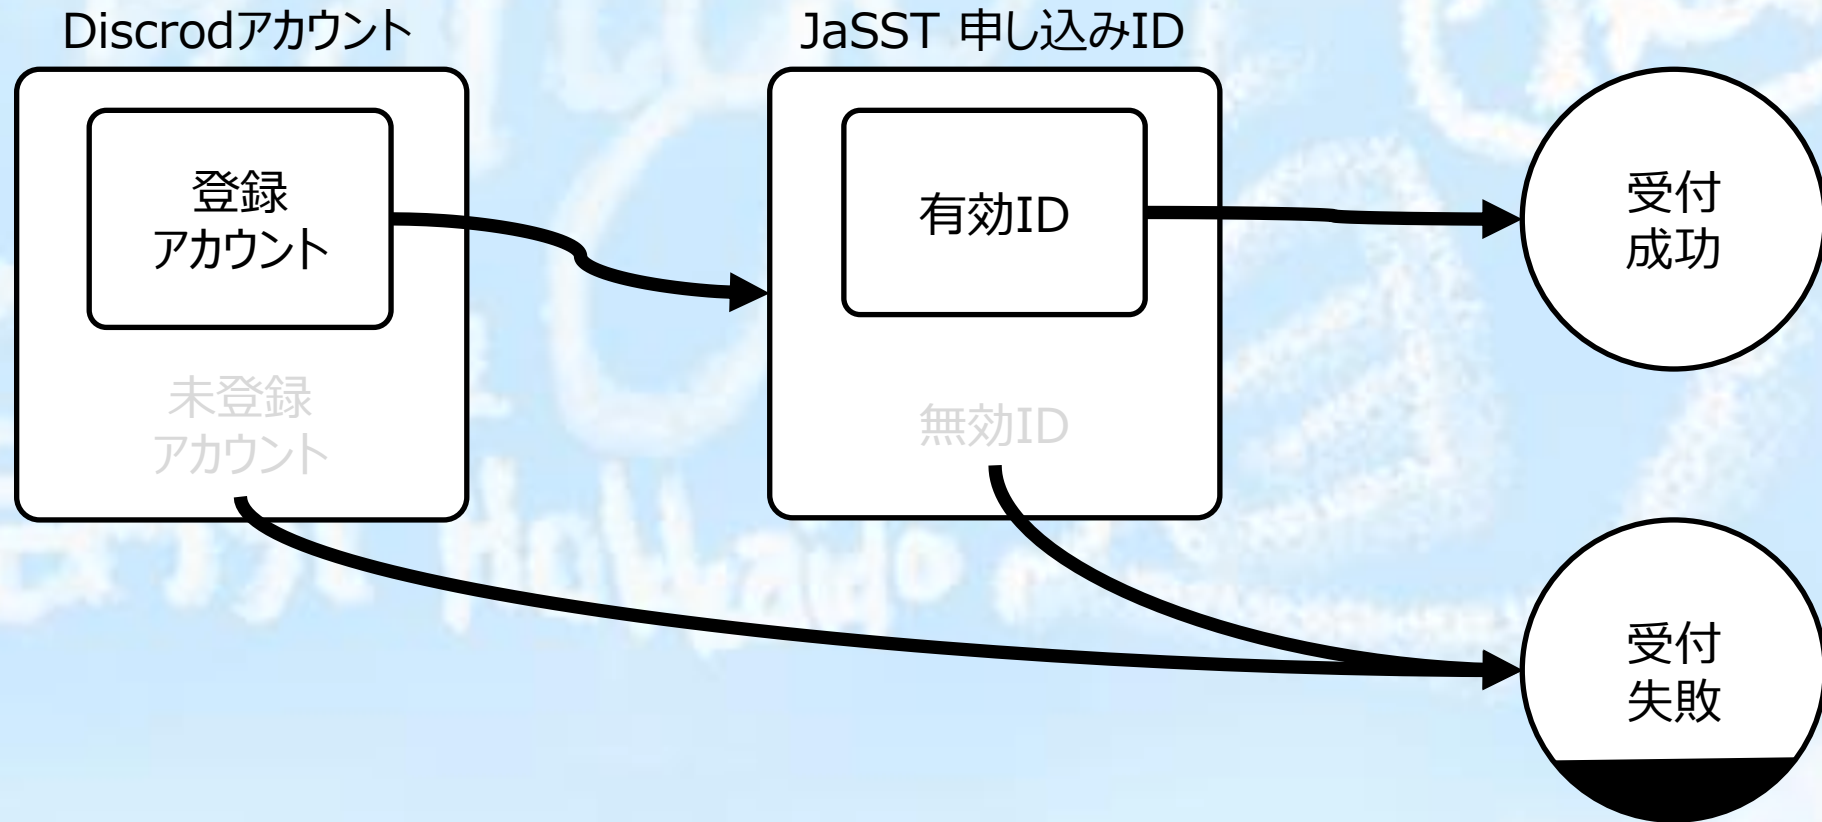 Discrodアカウント
JaSST 申し込みID
登録
アカウント
未登録
アカウント
有効ID
無効ID
受付
成功
受付
失敗